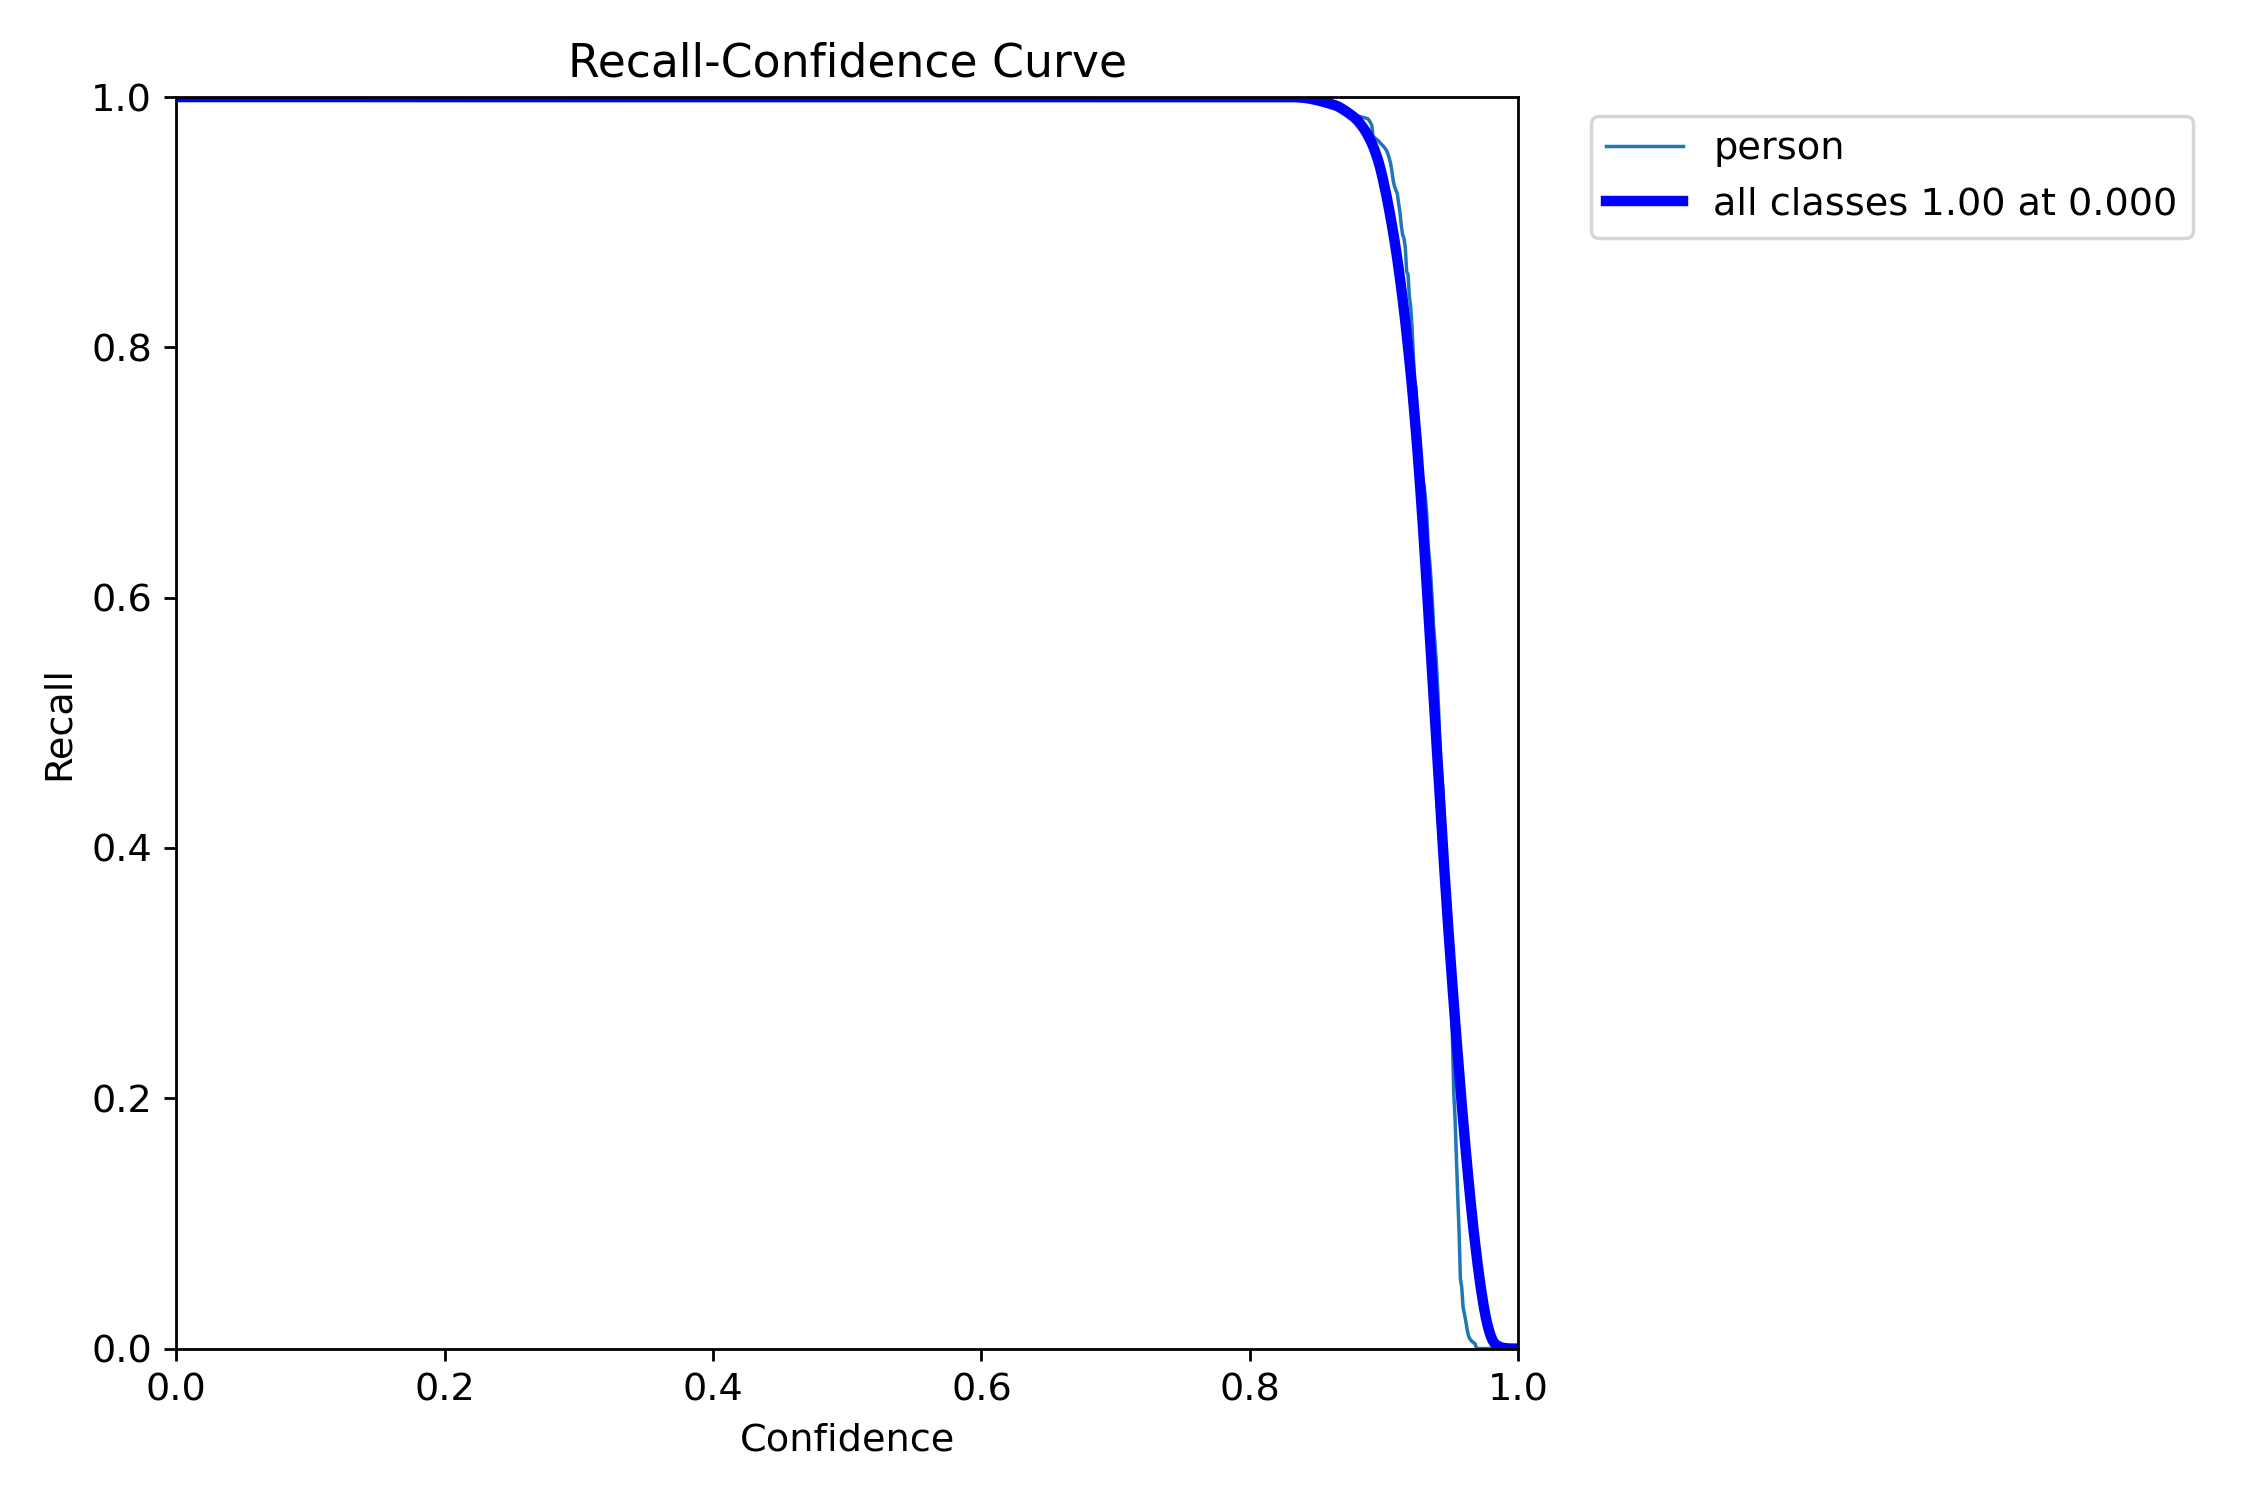 Recall-Confidence Curve
1.0
0.8
0.6
0.4
0.2
0.0
Recall
0.0 0.2 0.4 0.6 0.8 1.0
Confidence
person
all classes 1.00 at 0.000